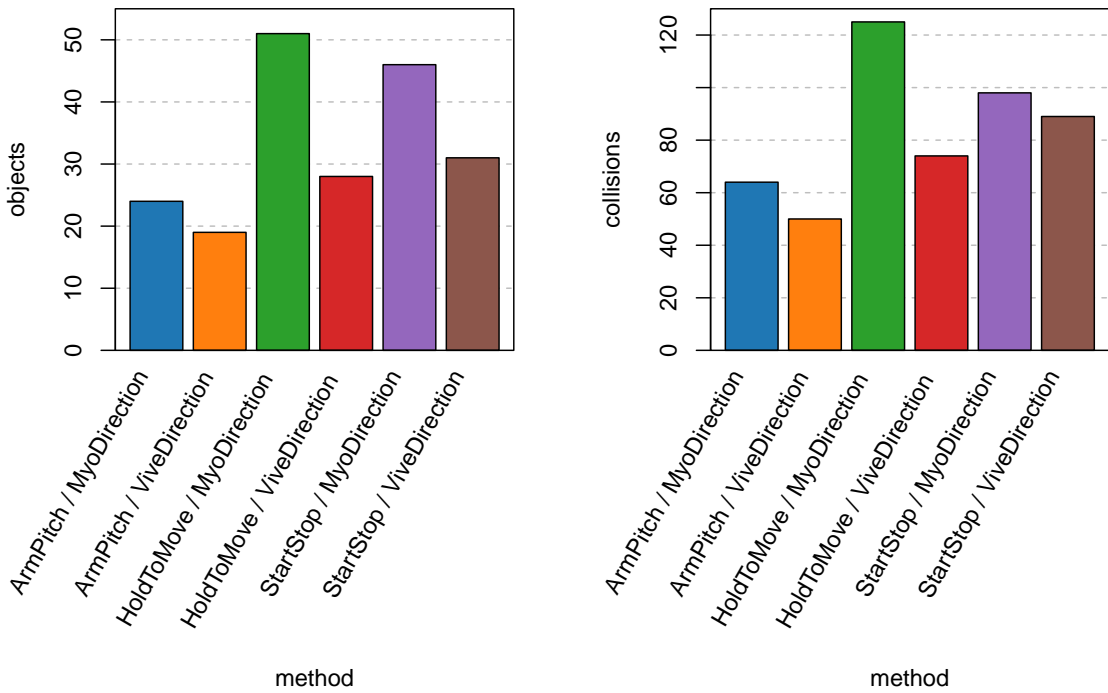 objects
0
10
20
30
40
50
ArmPitch / MyoDirection
ArmPitch / ViveDirection
HoldToMove / MyoDirection
HoldToMove / ViveDirection
StartStop / MyoDirection
StartStop / ViveDirection
method
collisions
0
20
40
60
80
120
ArmPitch / MyoDirection
ArmPitch / ViveDirection
HoldToMove / MyoDirection
HoldToMove / ViveDirection
StartStop / MyoDirection
StartStop / ViveDirection
method